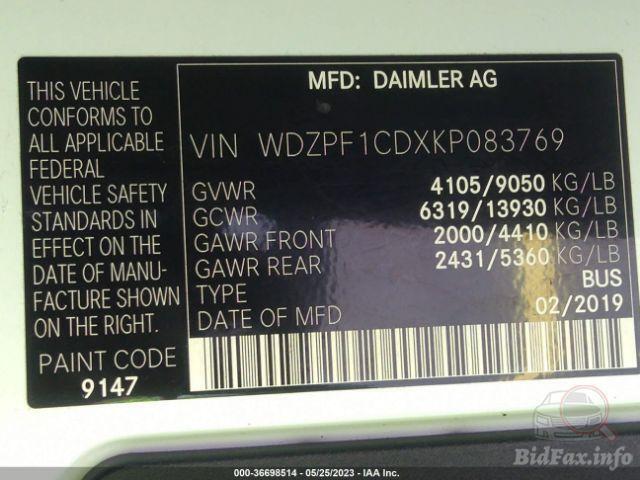 THIS VEHICLE
CONFORMS TO
ALL APPLICABLE
FEDERAL
VEHICLE SAFETY
STANDARDS IN
EFFECT ON THE
DATE OF MANU-
FACTURE SHOWN
ON THE RIGHT.
PAINT CODE
9147
MFD: DAIMLER AG
VIN WDZPF1CDXKP083769
GVWR 4105/9050 KG/LB
GCWR 6319/13930 KG/LB
GAWR FRONT 2000/4410 KG/LB
GAWR REAR 2431/5360 KG/LB
TYPE BUS
DATE OF MFD 02/2019
BidFax.info
000-36698514 - 05/25/2023 - IAA Inc.